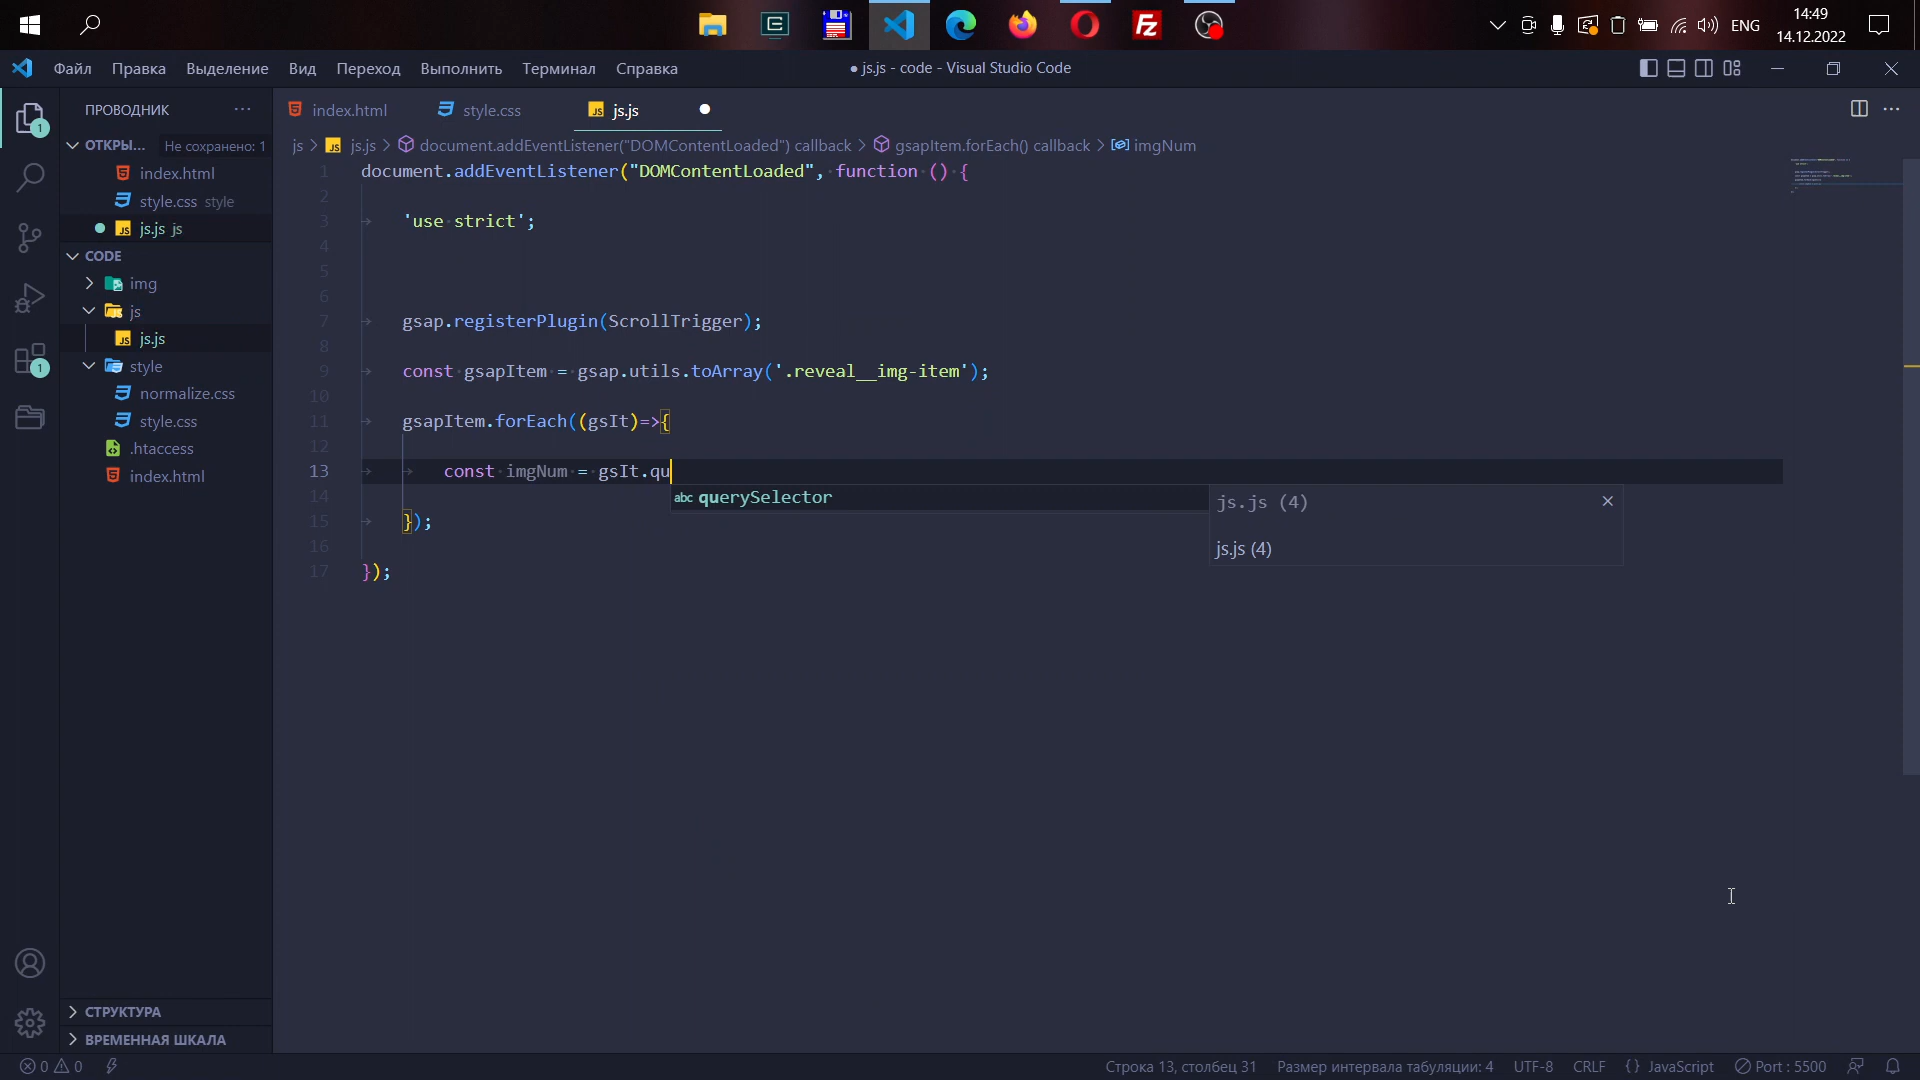 ENG
14:49
14.12.2022
Файл Правка Выделение Вид Переход Выполнить Терминал Справка
● js.js - code - Visual Studio Code
ПРОВОДНИК
ОТКРЫ... Не сохранено: 1
index.html
style.css style
js.js js
CODE
img
js
js.js
style
normalize.css
style.css
.htaccess
index.html
СТРУКТУРА
ВРЕМЕННАЯ ШКАЛА
1
1
index.html style.css js.js
js > js.js > document.addEventListener("DOMContentLoaded") callback > gsapItem.forEach() callback > imgNum
1 document.addEventListener("DOMContentLoaded", function () {
2
3 'use strict';
4
5
6
7 gsap.registerPlugin(ScrollTrigger);
8
9 const gsapItem = gsap.utils.toArray('.reveal__img-item');
10
11 gsapItem.forEach((gsIt)=>{
12
13 const imgNum = gsIt.qu
14
15 });
16
17 });
abc querySelector
js.js (4)
js.js (4)
0 0
Строка 13, столбец 31 Размер интервала табуляции: 4 UTF-8 CRLF {} JavaScript Port : 5500